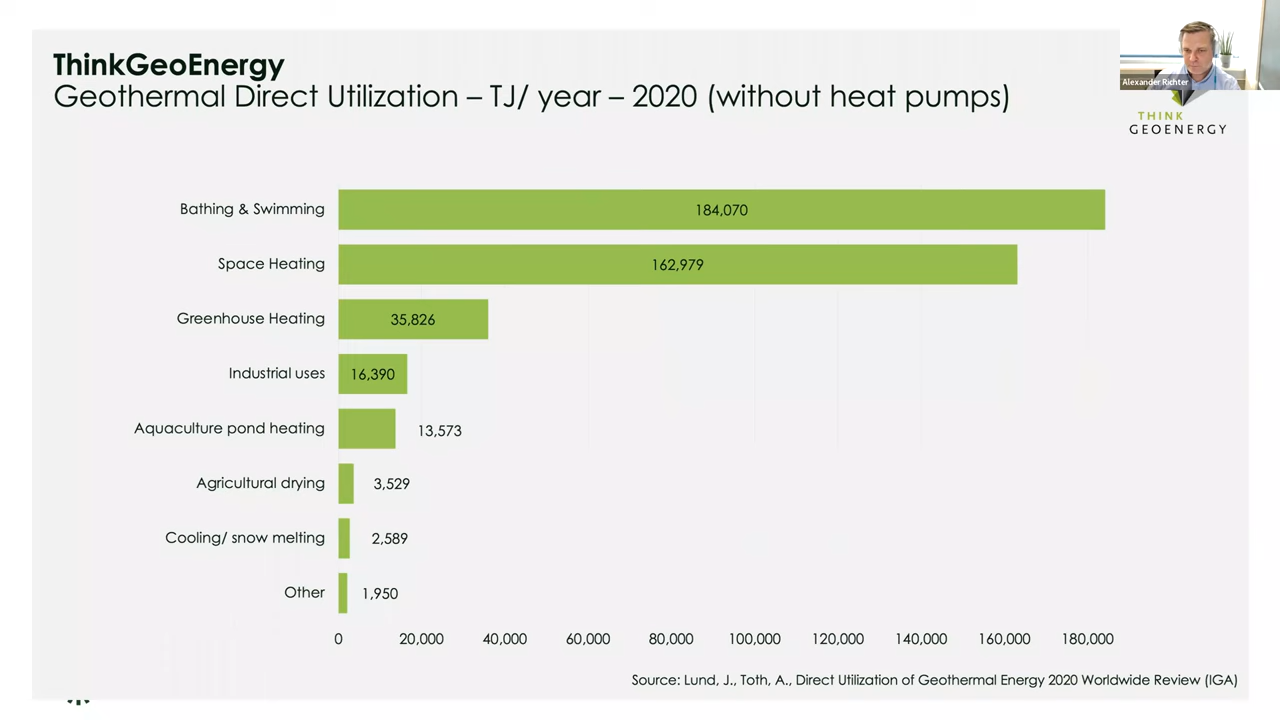 ThinkGeoEnergy
Geothermal Direct Utilization – TJ/ year – 2020 (without heat pumps)
Alexander Richter
THINK
GEOENERGY
Bathing & Swimming
184,070
Space Heating
162,979
Greenhouse Heating
35,826
Industrial uses
16,390
Aquaculture pond heating
13,573
Agricultural drying
3,529
Cooling/ snow melting
2,589
Other
1,950
0 20,000 40,000 60,000 80,000 100,000 120,000 140,000 160,000 180,000
Source: Lund, J., Toth, A., Direct Utilization of Geothermal Energy 2020 Worldwide Review (IGA)